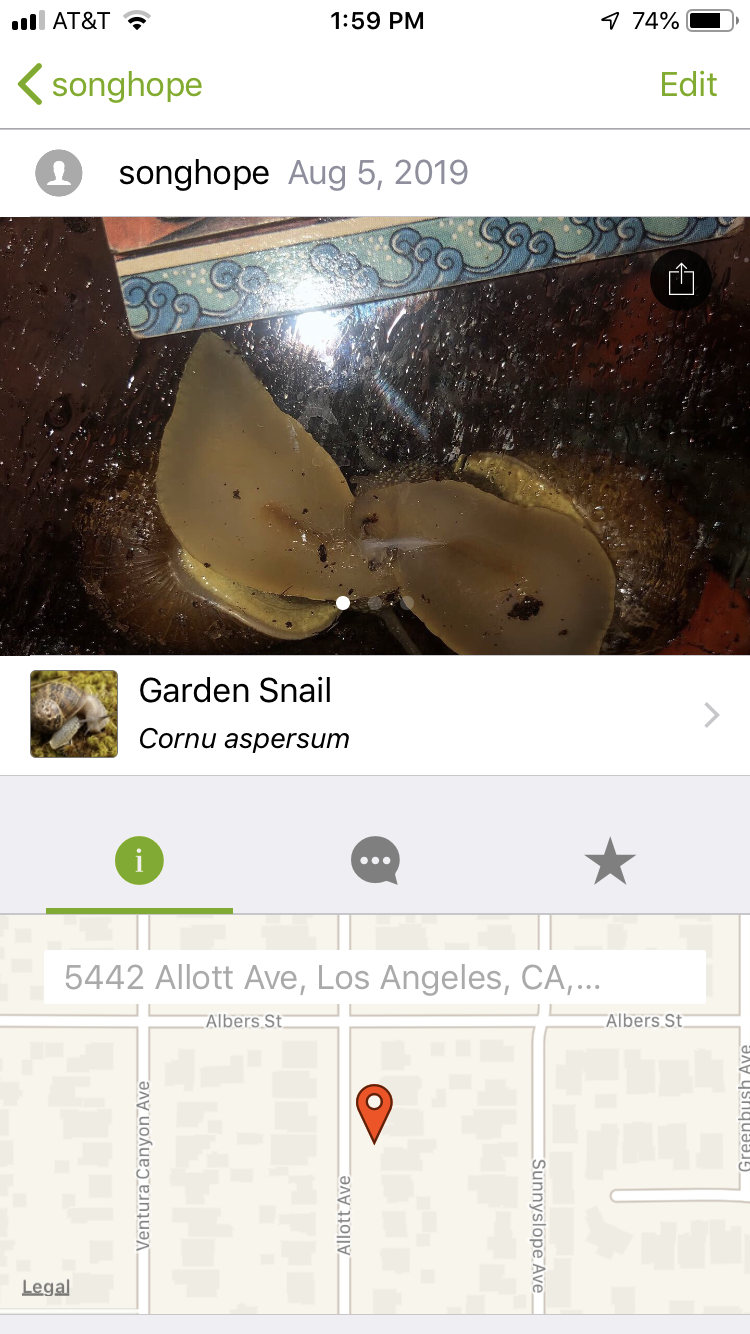 AT&T 1:59 PM 74%
songhope Edit
songhope Aug 5, 2019
Garden Snail
Cornu aspersum
i
5442 Allott Ave, Los Angeles, CA,...
Albers St Albers St
Ventura Canyon Ave
Allott Ave
Sunnyslope Ave
Greenbush Ave
Legal